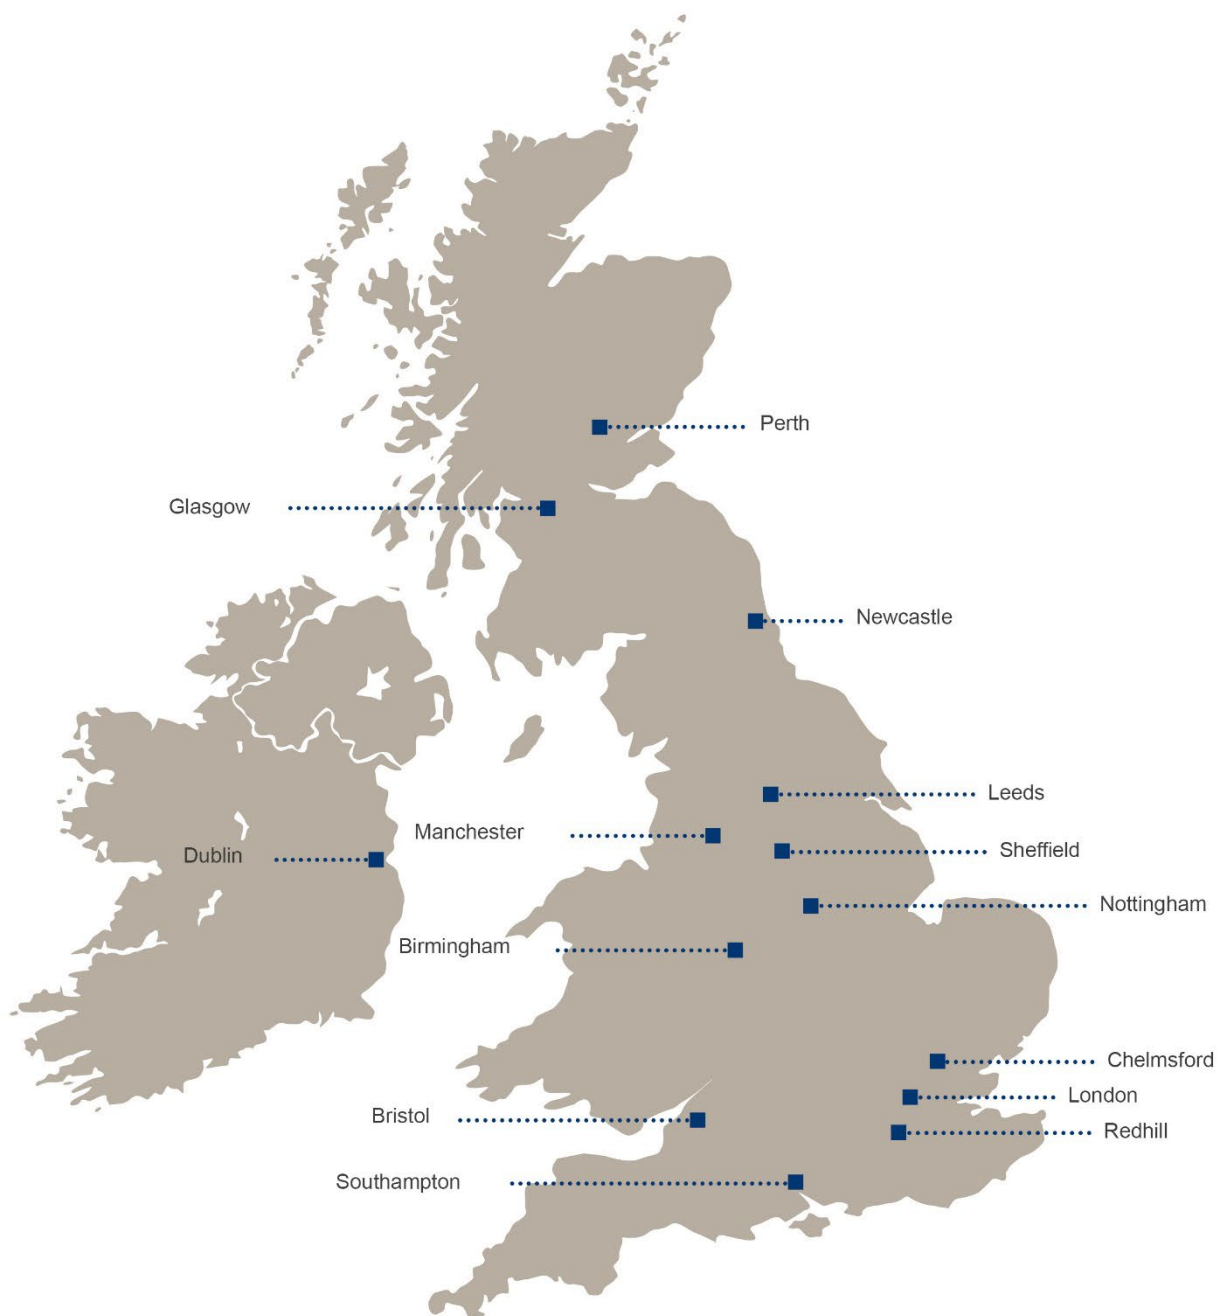 Perth
Glasgow
Newcastle
Leeds
Manchester
Sheffield
Dublin
Nottingham
Birmingham
Chelmsford
London
Bristol
Redhill
Southampton